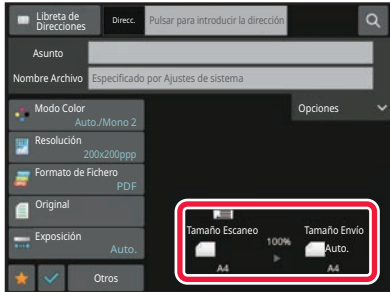 Libreta de
Direcciones
Direcc.
Pulsar para introducir la dirección
Asunto
Nombre Archivo
Especificado por Ajustes de sistema
Modo Color
Auto./Mono 2
Opciones
Resolución
200x200ppp
Formato de Fichero
PDF
Original
Exposición
Auto.
Tamaño Escaneo
100%
Tamaño Envío
Auto.
A4
A4
Otros